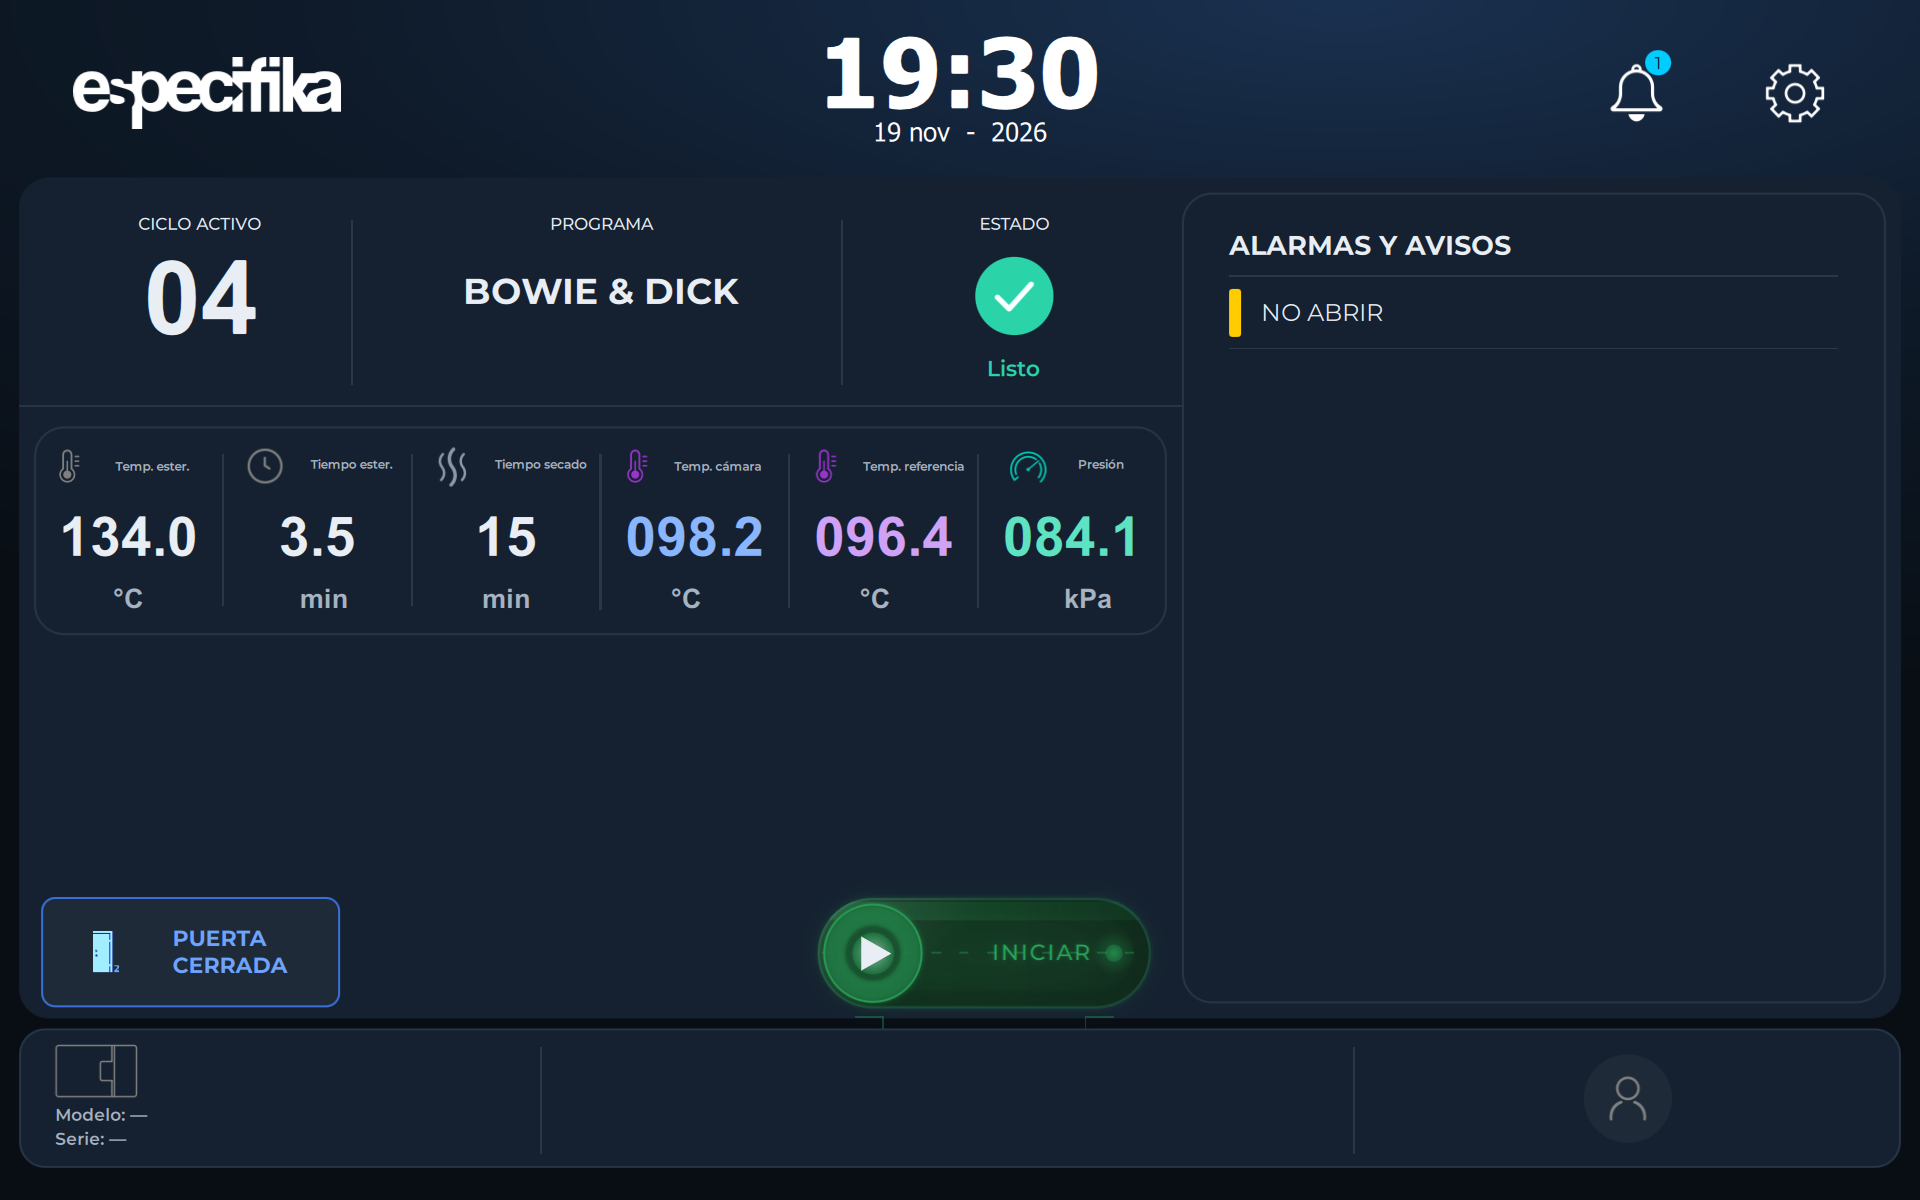 especifika
19:30
19 nov - 2026
1
CICLO ACTIVO
04
PROGRAMA
BOWIE & DICK
ESTADO
Listo
ALARMAS Y AVISOS
NO ABRIR
Temp. ester.
134.0
°C
Tiempo ester.
3.5
min
Tiempo secado
15
min
Temp. cámara
098.2
°C
Temp. referencia
096.4
°C
Presión
084.1
kPa
PUERTA
CERRADA
INICIAR
Modelo: —
Serie: —